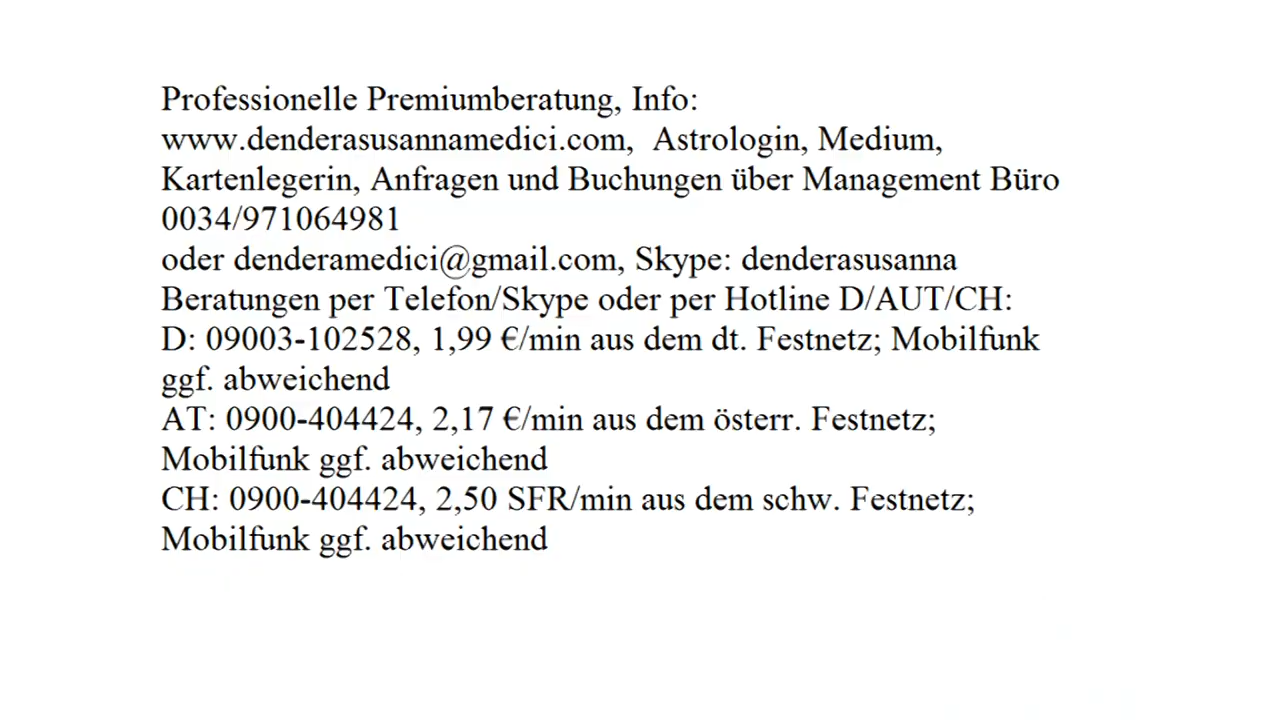 Professionelle Premiumberatung, Info:
www.denderasusannamedici.com,  Astrologin, Medium,
Kartenlegerin, Anfragen und Buchungen über Management Büro
0034/971064981
oder denderamedici@gmail.com, Skype: denderasusanna
Beratungen per Telefon/Skype oder per Hotline D/AUT/CH:
D: 09003-102528, 1,99 €/min aus dem dt. Festnetz; Mobilfunk
ggf. abweichend
AT: 0900-404424, 2,17 €/min aus dem österr. Festnetz;
Mobilfunk ggf. abweichend
CH: 0900-404424, 2,50 SFR/min aus dem schw. Festnetz;
Mobilfunk ggf. abweichend